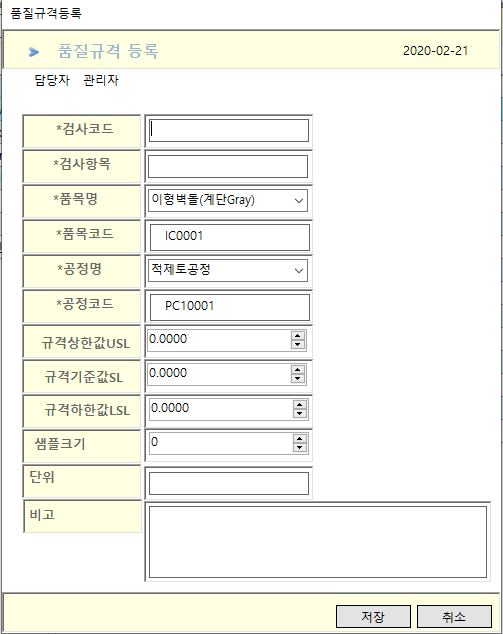 품질규격등록
품질규격 등록 2020-02-21
담당자 관리자
*검사코드
*검사항목
*품목명 이형벽돌(계단Gray)
*품목코드 IC0001
*공정명 적제토공정
*공정코드 PC10001
규격상한값USL 0.0000
규격기준값SL 0.0000
규격하한값LSL 0.0000
샘플크기 0
단위
비고
저장 취소